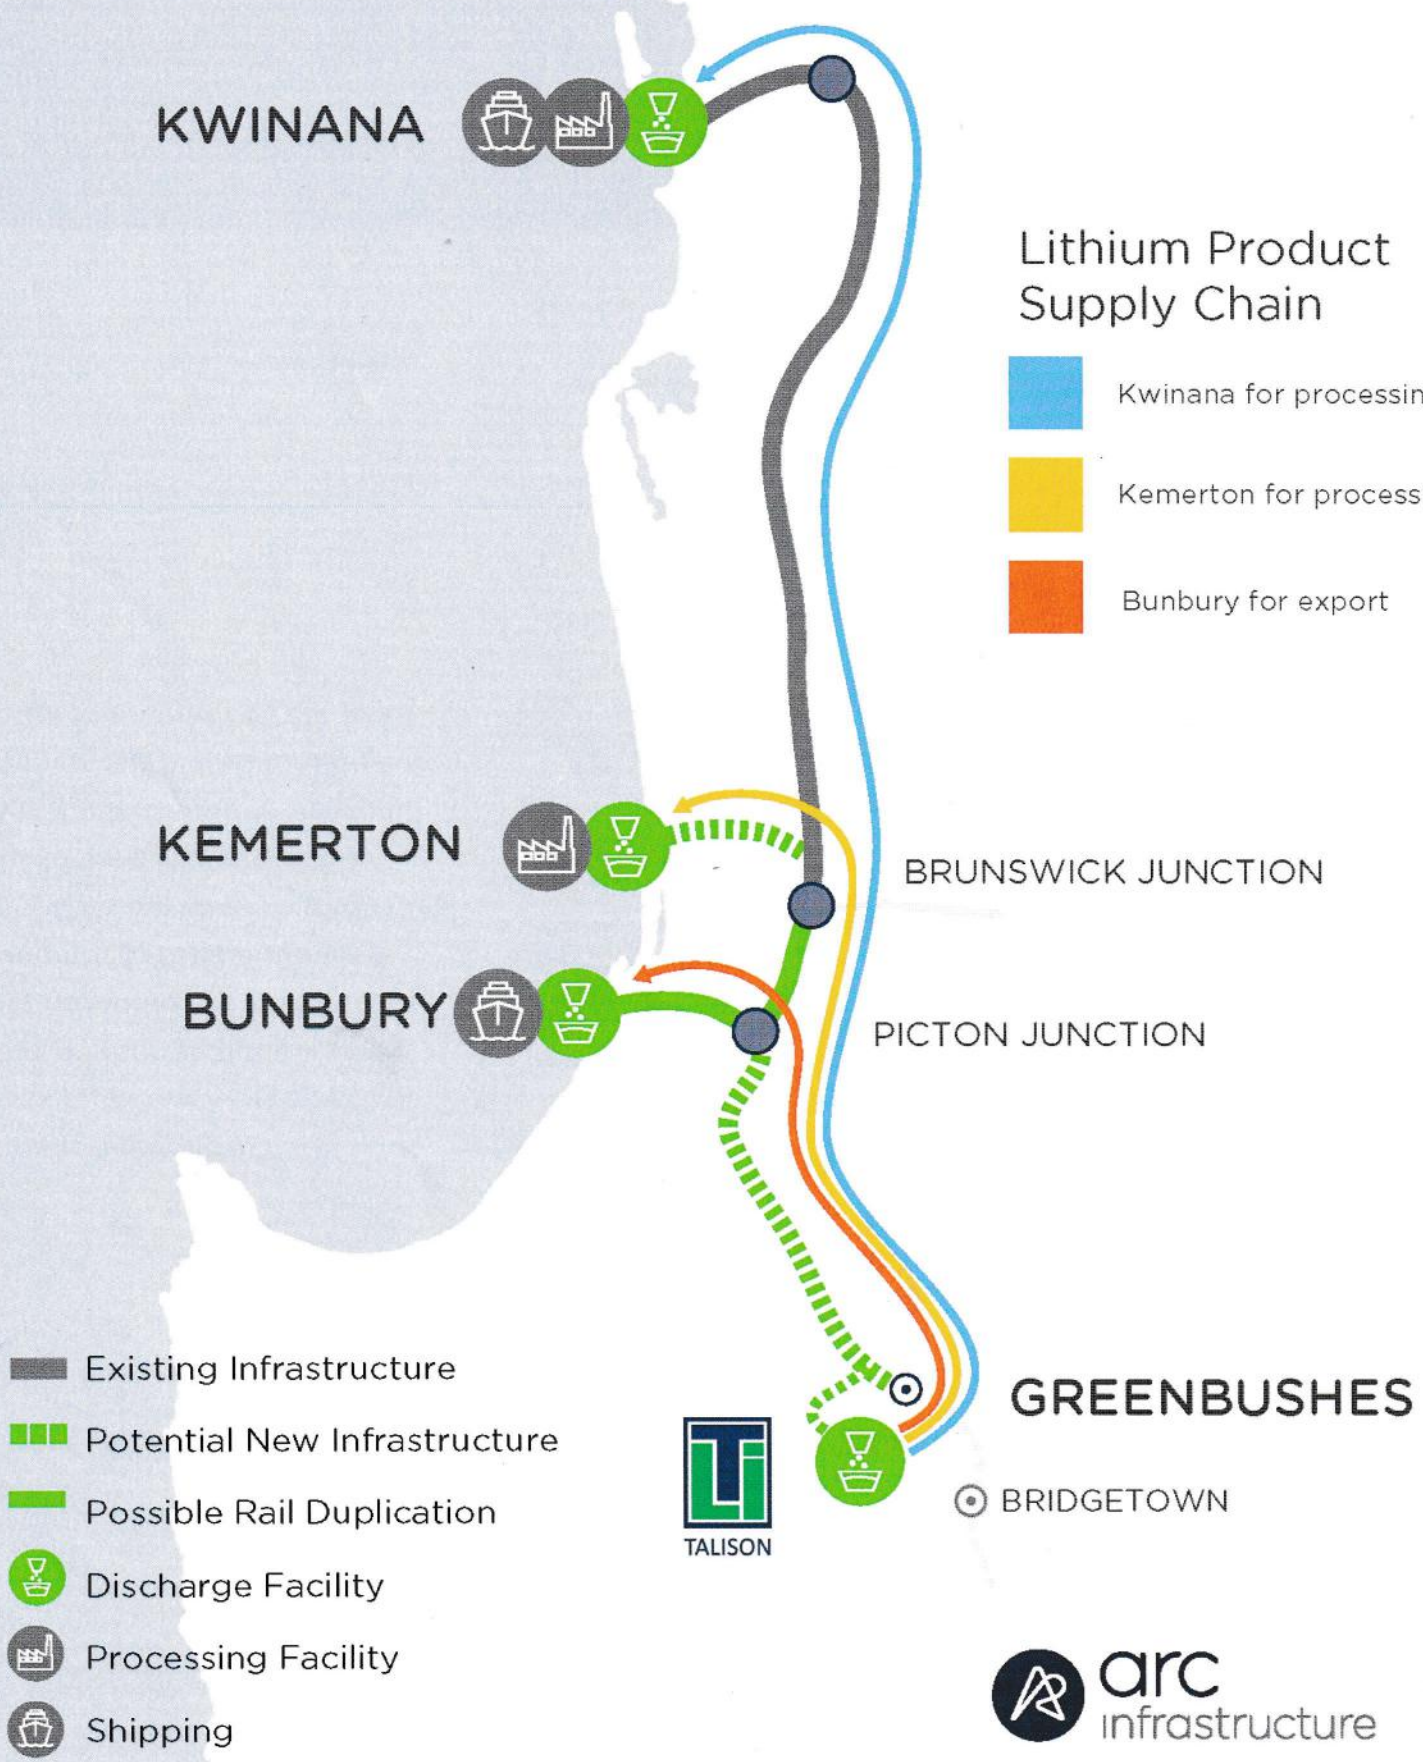 KWINANA
Lithium Product
Supply Chain
Kwinana for processin
Kemerton for process
Bunbury for export
KEMERTON
BRUNSWICK JUNCTION
BUNBURY
PICTON JUNCTION
Existing Infrastructure
Potential New Infrastructure
Possible Rail Duplication
Discharge Facility
Processing Facility
Shipping
GREENBUSHES
BRIDGETOWN
TLi
TALISON
arc
infrastructure